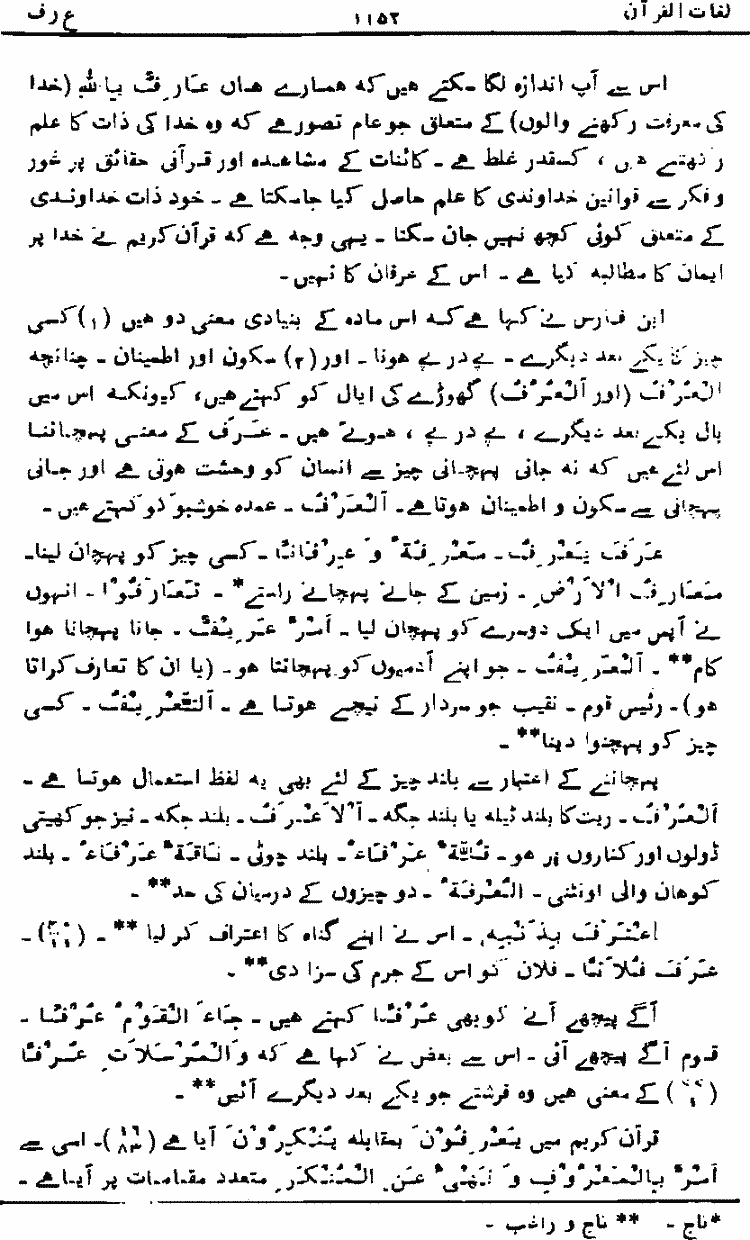 لغات القرآن ۱۱۵۲ ع ر ف
اس سے آپ اندازہ لگا سکتے ہیں کہ ہمارے ہاں عَارِفٌ بِاللّٰہِ (خدا
کی معرفت رکھنے والوں) کے متعلق جو عام تصور ہے کہ وہ خدا کی ذات کا علم
رکھتے ہیں ، کسقدر غلط ہے ۔ کائنات کے مشاہدہ اور قرآنی حقائق پر غور
و فکر سے قوانین خداوندی کا علم حاصل کیا جاسکتا ہے ۔ خود ذات خداوندی
کے متعلق کوئی کچھ نہیں جان سکتا ۔ یہی وجہ ہے کہ قرآن کریم نے خدا پر
ایمان کا مطالبہ کیا ہے ۔ اس کے عرفان کا نہیں ۔
ابن فارس نے کہا ہے کہ اس مادہ کے بنیادی معنی دو ہیں (۱) کسی
چیز کا یکے بعد دیگرے ۔ پے در پے ہونا ۔ اور (۲) سکون اور اطمینان ۔ چنانچہ
اَلْعُرْفُ (اور اَلْعُرُفُ) گھوڑے کی ایال کو کہتے ہیں، کیونکہ اس میں
بال یکے بعد دیگرے ، پے در پے ، ہوتے ہیں ۔ عَرَفَ کے معنی پہچاننا
اس لئے ہیں کہ نہ جانی پہچانی چیز سے انسان کو وحشت ہوتی ہے اور جانی
پہچانی سے سکون و اطمینان ہوتا ہے۔ اَلْعَرْفُ ۔ عمدہ خوشبو کو کہتے ہیں ۔
عَرَفَ یَعْرِفُ ۔ مَعْرِفَۃً وَ عِرْفَانًا ۔ کسی چیز کو پہچان لینا۔
مَعَارِفُ الْاَرْضِ ۔ زمین کے جانے پہچانے راستے* ۔ تَعَارَفُوْا ۔ انہوں
نے آپس میں ایک دوسرے کو پہچان لیا ۔ اَمْرٌ عَرِیْفٌ ۔ جانا پہچانا ہوا
کام** ۔ اَلْعَرِیْفُ ۔ جو اپنے آدمیوں کو پہچانتا ہو ۔ (یا ان کا تعارف کراتا
ہو) ۔ رئیس قوم ۔ نقیب جو سردار کے نیچے ہوتا ہے ۔ اَلتَّعْرِیْفُ ۔ کسی
چیز کو پہچنوا دینا** ۔
پہچاننے کے اعتبار سے بلند چیز کے لئے بھی یہ لفظ استعمال ہوتا ہے ۔
اَلْعُرْفُ ۔ ریت کا بلند ٹیلہ یا بلند جگہ ۔ اَلْاَعْرَفُ ۔ بلند جگہ ۔ نیز جو کھیتی
ڈولوں اور کناروں پر ہو ۔ قُلَّۃٌ عَرْفَاءُ ۔ بلند چوٹی ۔ نَاقَۃٌ عَرْفَاءُ ۔ بلند
کوہان والی اونٹنی ۔ اَلْعُرْفَۃُ ۔ دو چیزوں کے درمیان کی حد** ۔
اِعْتَرَفَ بِذَنْبِہٖ ۔ اس نے اپنے گناہ کا اعتراف کر لیا ** ۔ (۴۰/۱۱) ۔
عَرَفَ فُلَانًا ۔ فلاں کو اس کے جرم کی سزا دی** ۔
آگے پیچھے آنے کو بھی عُرْفًا کہتے ہیں ۔ جَاءَ الْقَوْمُ عُرْفًا ۔
قوم آگے پیچھے آئی ۔ اس سے بعض نے کہا ہے کہ وَالْمُرْسَلَاتِ عُرْفًا
(۷۷/۱) کے معنی ہیں وہ فرشتے جو یکے بعد دیگرے آئیں** ۔
قرآن کریم میں یَعْرِفُوْنَ بمقابلہ یُنْکِرُوْنَ آیا ہے (۱۶/۸۳) ۔ اسی سے
اَمْرٌ بِالْمَعْرُوْفِ وَ نَہْیٌ عَنِ الْمُنْکَرِ متعدد مقامات پر آیا ہے ۔
*تاج ۔ ** تاج و راغب ۔